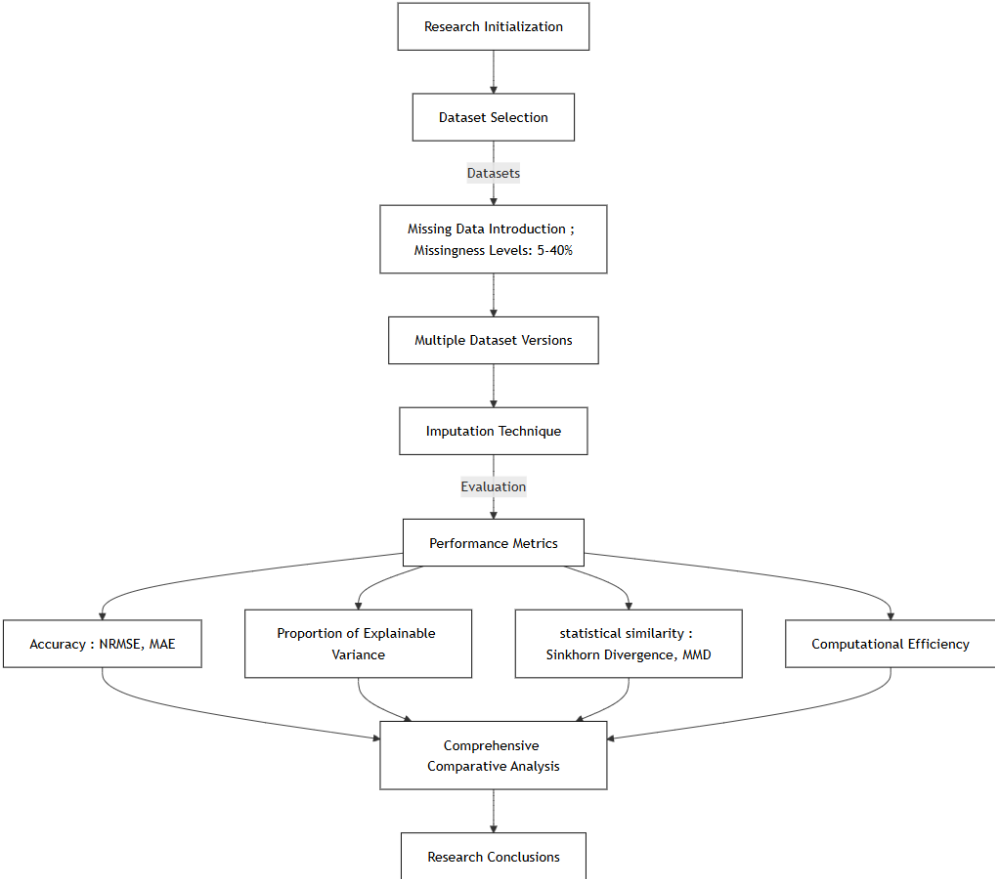 Research Initialization
Dataset Selection
Datasets
Missing Data Introduction ;
Missingness Levels: 5-40%
Multiple Dataset Versions
Imputation Technique
Evaluation
Performance Metrics
Accuracy : NRMSE, MAE
Proportion of Explainable
Variance
statistical similarity :
Sinkhorn Divergence, MMD
Computational Efficiency
Comprehensive
Comparative Analysis
Research Conclusions